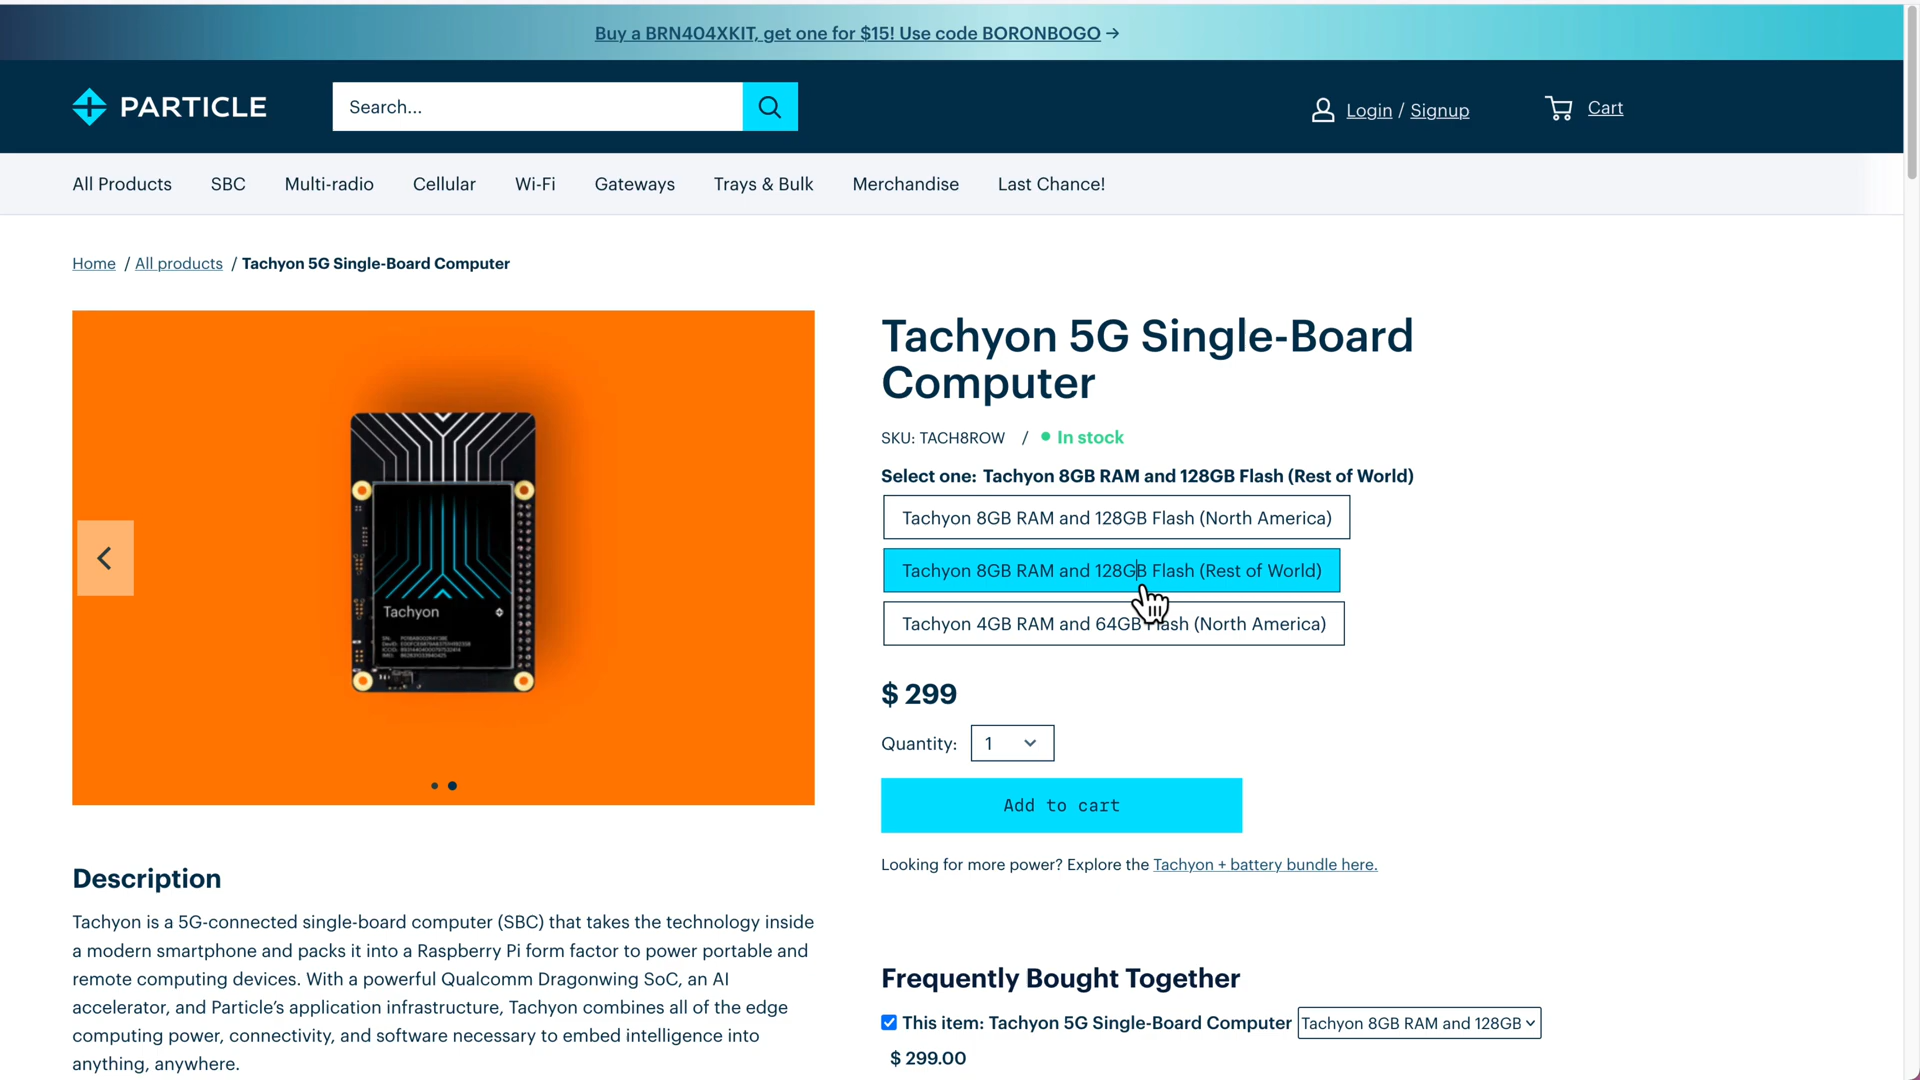 Buy a BRN404XKIT, get one for $15! Use code BORONBOGO →
PARTICLE
Search...
Login / Signup
Cart
All Products
SBC
Multi-radio
Cellular
Wi-Fi
Gateways
Trays & Bulk
Merchandise
Last Chance!
Home / All products / Tachyon 5G Single-Board Computer
Tachyon
Tachyon 5G Single-Board
Computer
SKU: TACH8ROW / In stock
Select one: Tachyon 8GB RAM and 128GB Flash (Rest of World)
Tachyon 8GB RAM and 128GB Flash (North America)
Tachyon 8GB RAM and 128GB Flash (Rest of World)
Tachyon 4GB RAM and 64GB Flash (North America)
$ 299
Quantity: 1
Add to cart
Looking for more power? Explore the Tachyon + battery bundle here.
Description
Tachyon is a 5G-connected single-board computer (SBC) that takes the technology inside
a modern smartphone and packs it into a Raspberry Pi form factor to power portable and
remote computing devices. With a powerful Qualcomm Dragonwing SoC, an AI
accelerator, and Particle's application infrastructure, Tachyon combines all of the edge
computing power, connectivity, and software necessary to embed intelligence into
anything, anywhere.
Frequently Bought Together
This item: Tachyon 5G Single-Board Computer Tachyon 8GB RAM and 128GB
$ 299.00